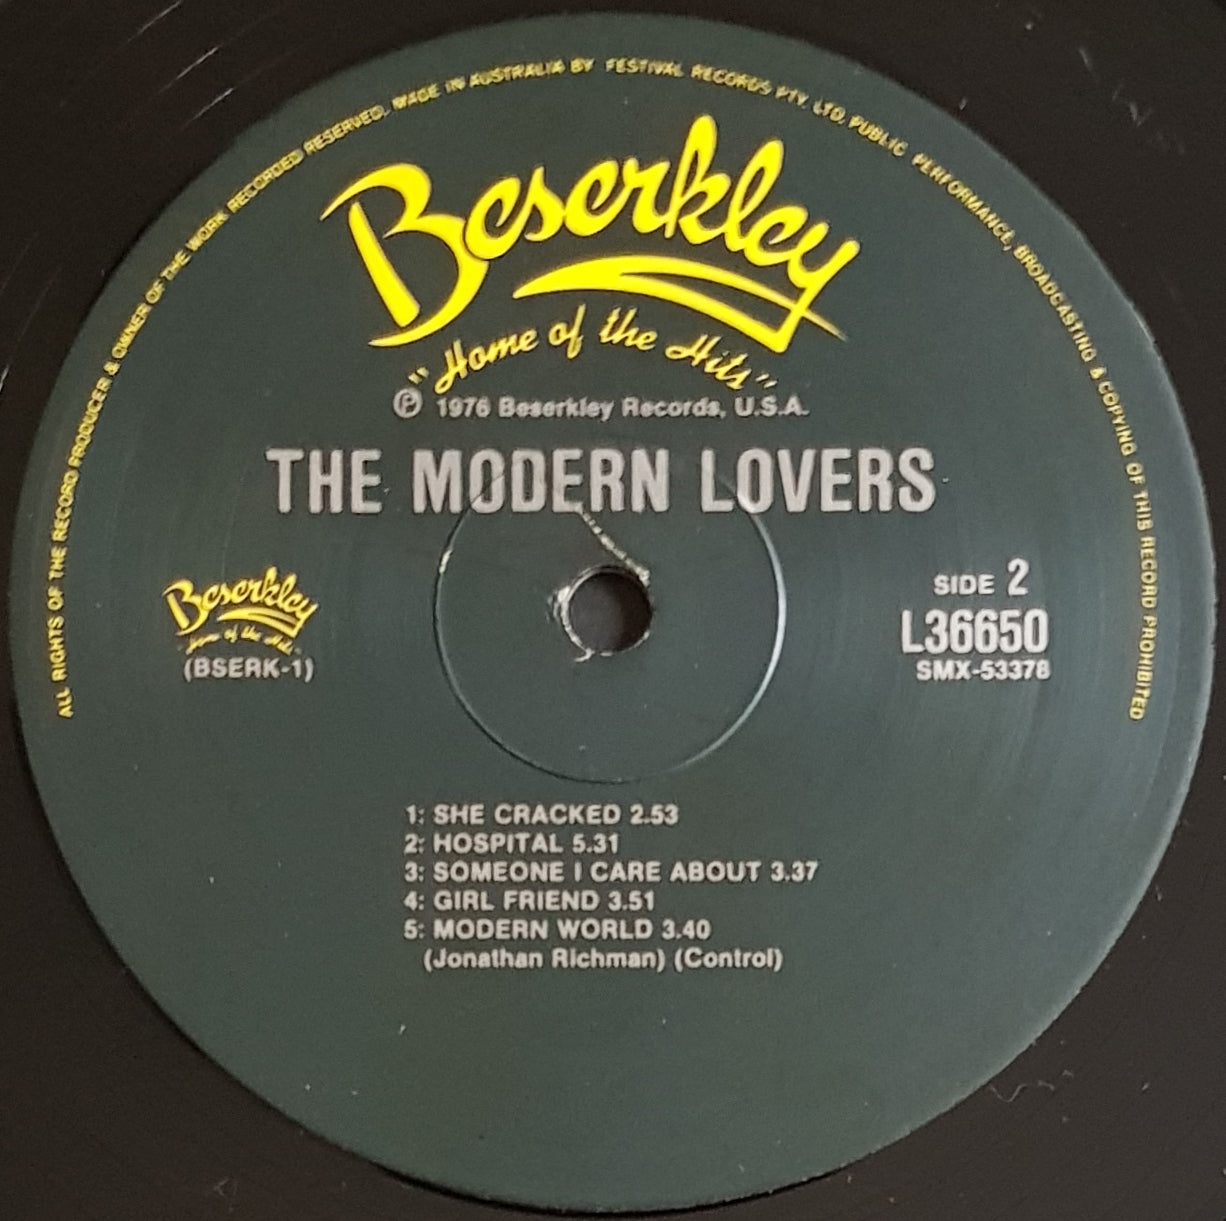 ALL RIGHTS OF THE RECORD PRODUCER & OWNER OF THE WORK RECORDED RESERVED. MADE IN AUSTRALIA BY FESTIVAL RECORDS PTY. LTD. PUBLIC PERFORMANCE, BROADCASTING & COPYING OF THIS RECORD PROHIBITED
Beserkley
"Home of the Hits"
Ⓟ 1976 Beserkley Records, U.S.A.
THE MODERN LOVERS
Beserkley
"Home of the Hits"
(BSERK-1)
SIDE 2
L36650
SMX-53378
1: SHE CRACKED 2.53
2: HOSPITAL 5.31
3: SOMEONE I CARE ABOUT 3.37
4: GIRL FRIEND 3.51
5: MODERN WORLD 3.40
(Jonathan Richman) (Control)